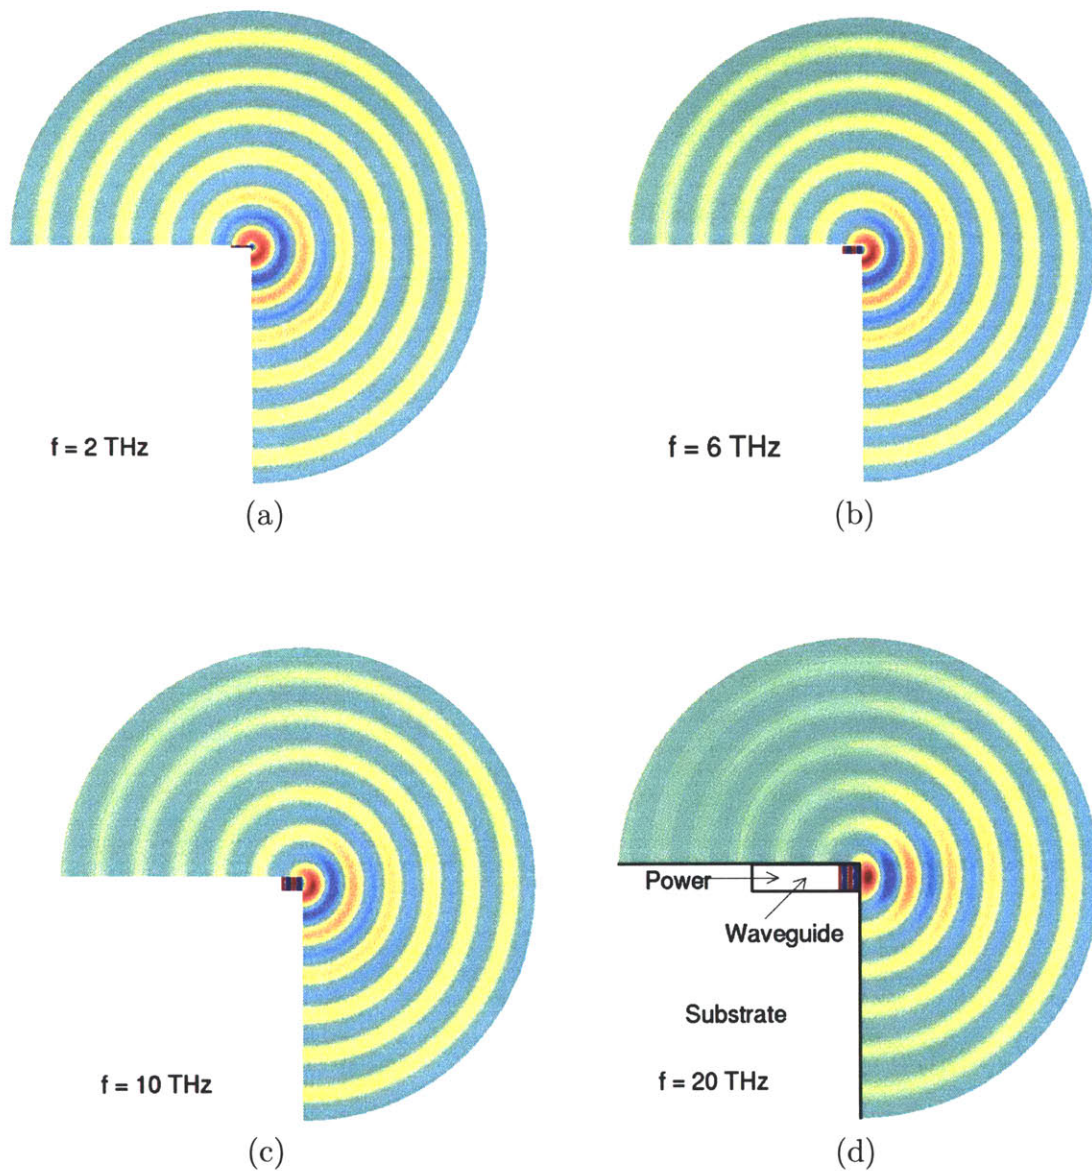 f = 2 THz
f = 6 THz
(a)
(b)
Power
Waveguide
Substrate
f = 10 THz
f = 20 THz
(c)
(d)